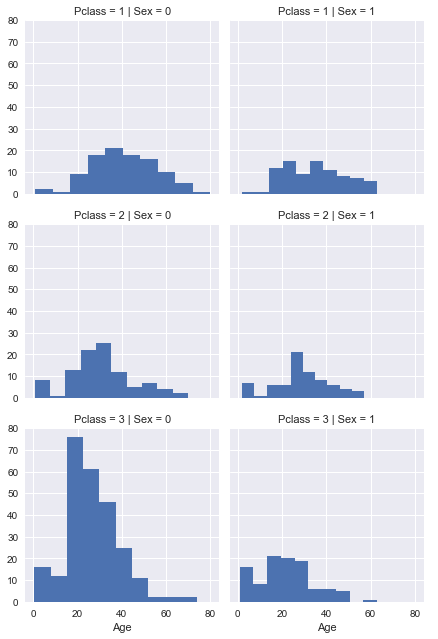 Pclass = 1 | Sex = 0
Pclass = 1 | Sex = 1
80
70
60
50
40
30
20
10
0
Pclass = 2 | Sex = 0
Pclass = 2 | Sex = 1
80
70
60
50
40
30
20
10
0
Pclass = 3 | Sex = 0
Pclass = 3 | Sex = 1
80
70
60
50
40
30
20
10
0
0 20 40 60 80
0 20 40 60 80
Age
Age